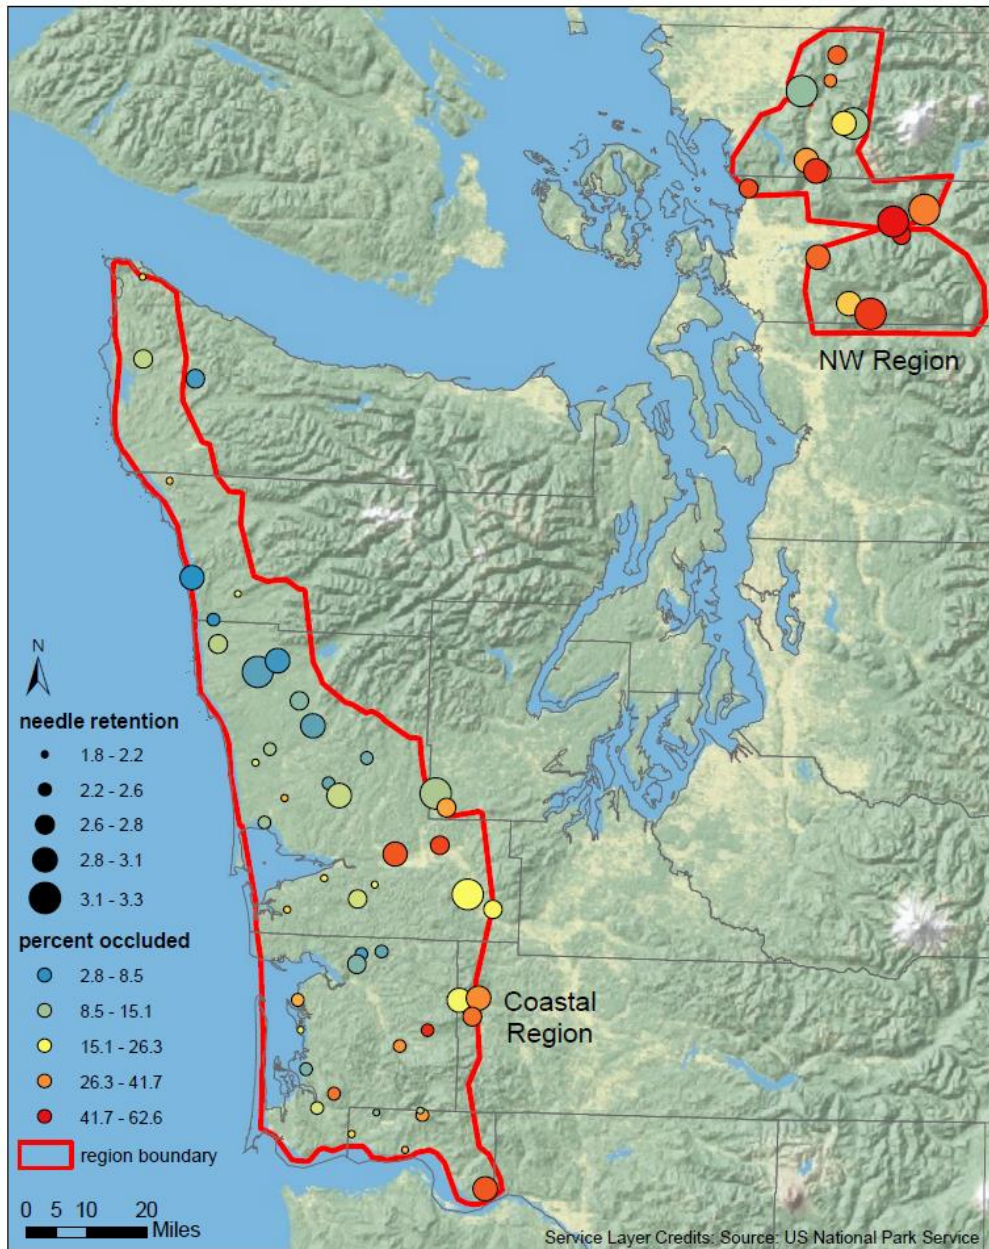 NW Region
N
needle retention
1.8 - 2.2
2.2 - 2.6
2.6 - 2.8
2.8 - 3.1
3.1 - 3.3
percent occluded
2.8 - 8.5
8.5 - 15.1
15.1 - 26.3
26.3 - 41.7
41.7 - 62.6
region boundary
Coastal
Region
0 5 10 20
Miles
Service Layer Credits: Source: US National Park Service